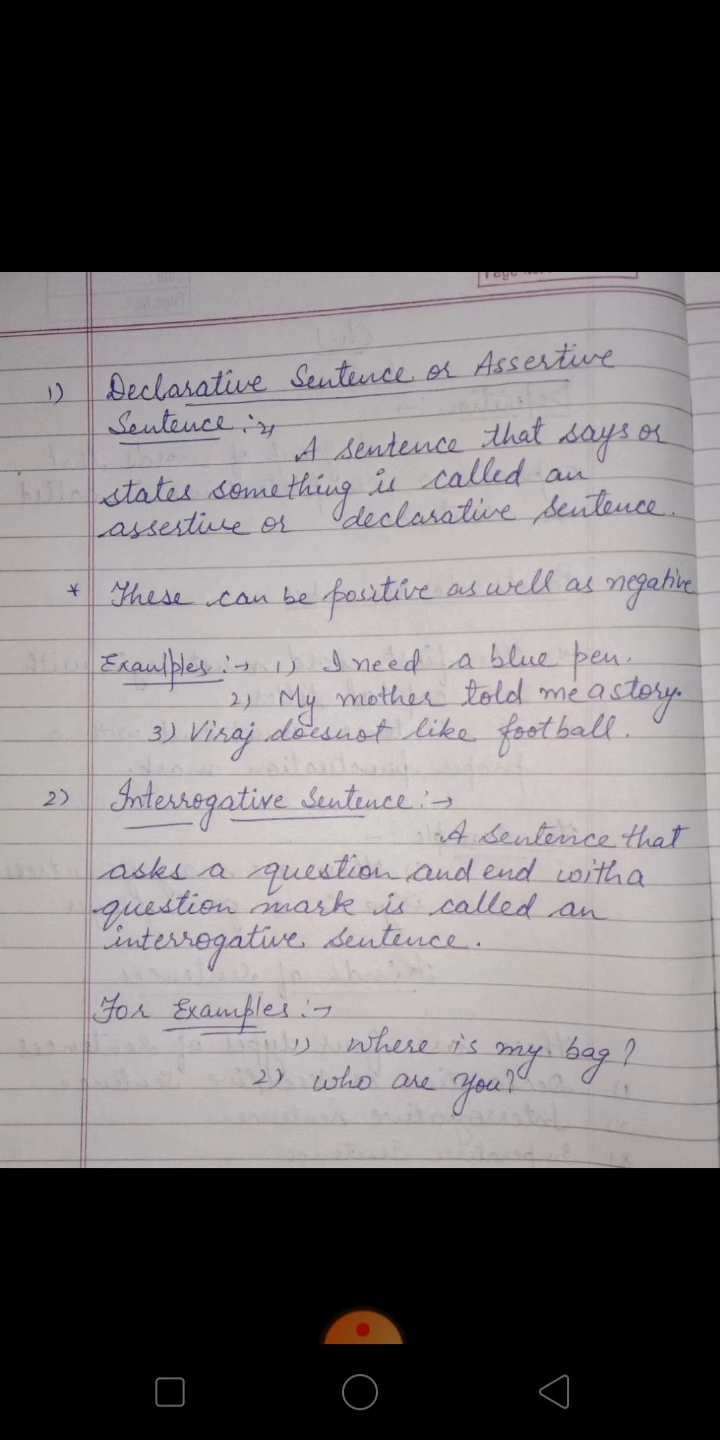 1) Declarative Sentence or Assertive
Sentence :→
A sentence that says or
states something is called an
assertive or declarative sentence.
* These can be positive as well as negative
Examples :→ 1) I need a blue pen.
2) My mother told me a story.
3) Viraj doesnot like football.
2) Interrogative Sentence :→
A sentence that
asks a question and end with a
question mark is called an
interrogative sentence.
For Examples :→
1) Where is my bag?
2) Who are you?